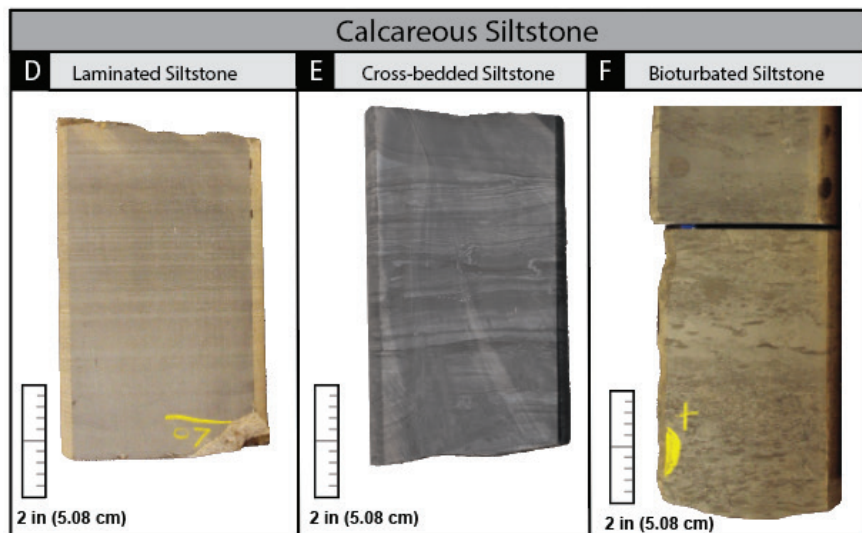 Calcareous Siltstone
D Laminated Siltstone
E Cross-bedded Siltstone
F Bioturbated Siltstone
2 in (5.08 cm)
2 in (5.08 cm)
2 in (5.08 cm)